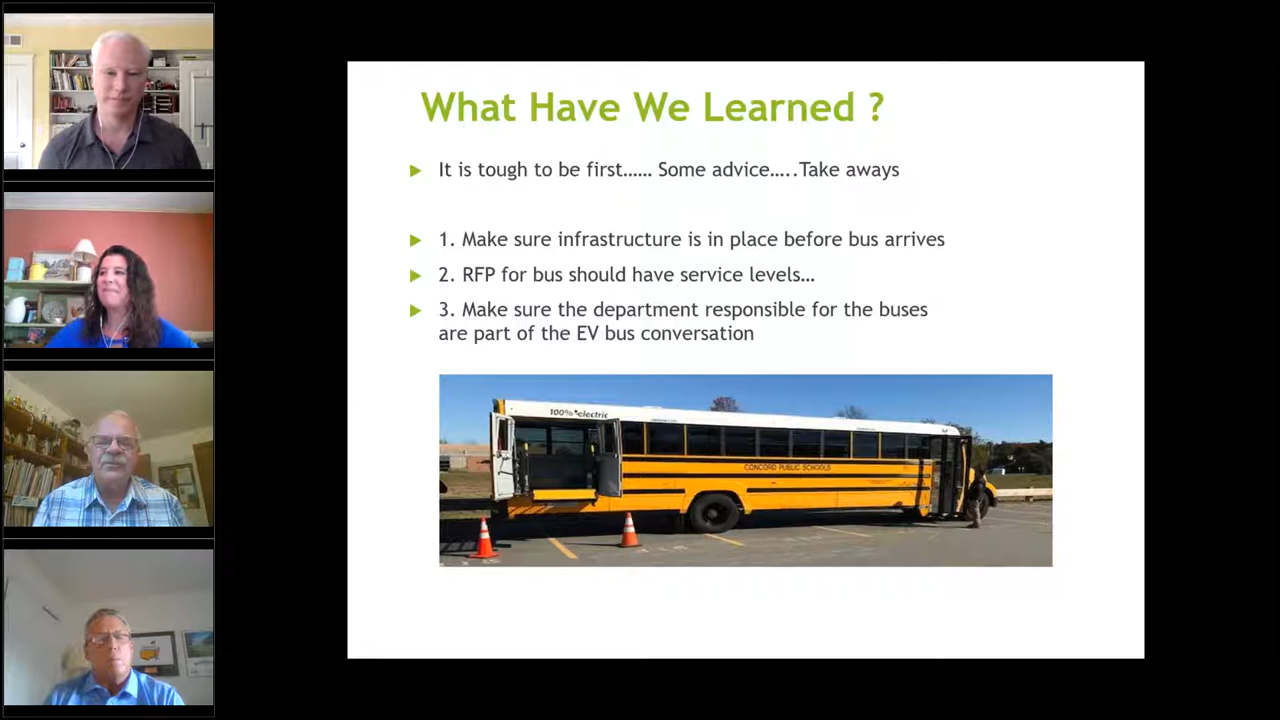 What Have We Learned ?
It is tough to be first...... Some advice.....Take aways
1. Make sure infrastructure is in place before bus arrives
2. RFP for bus should have service levels...
3. Make sure the department responsible for the buses
are part of the EV bus conversation
100% electric
CONCORD PUBLIC SCHOOLS